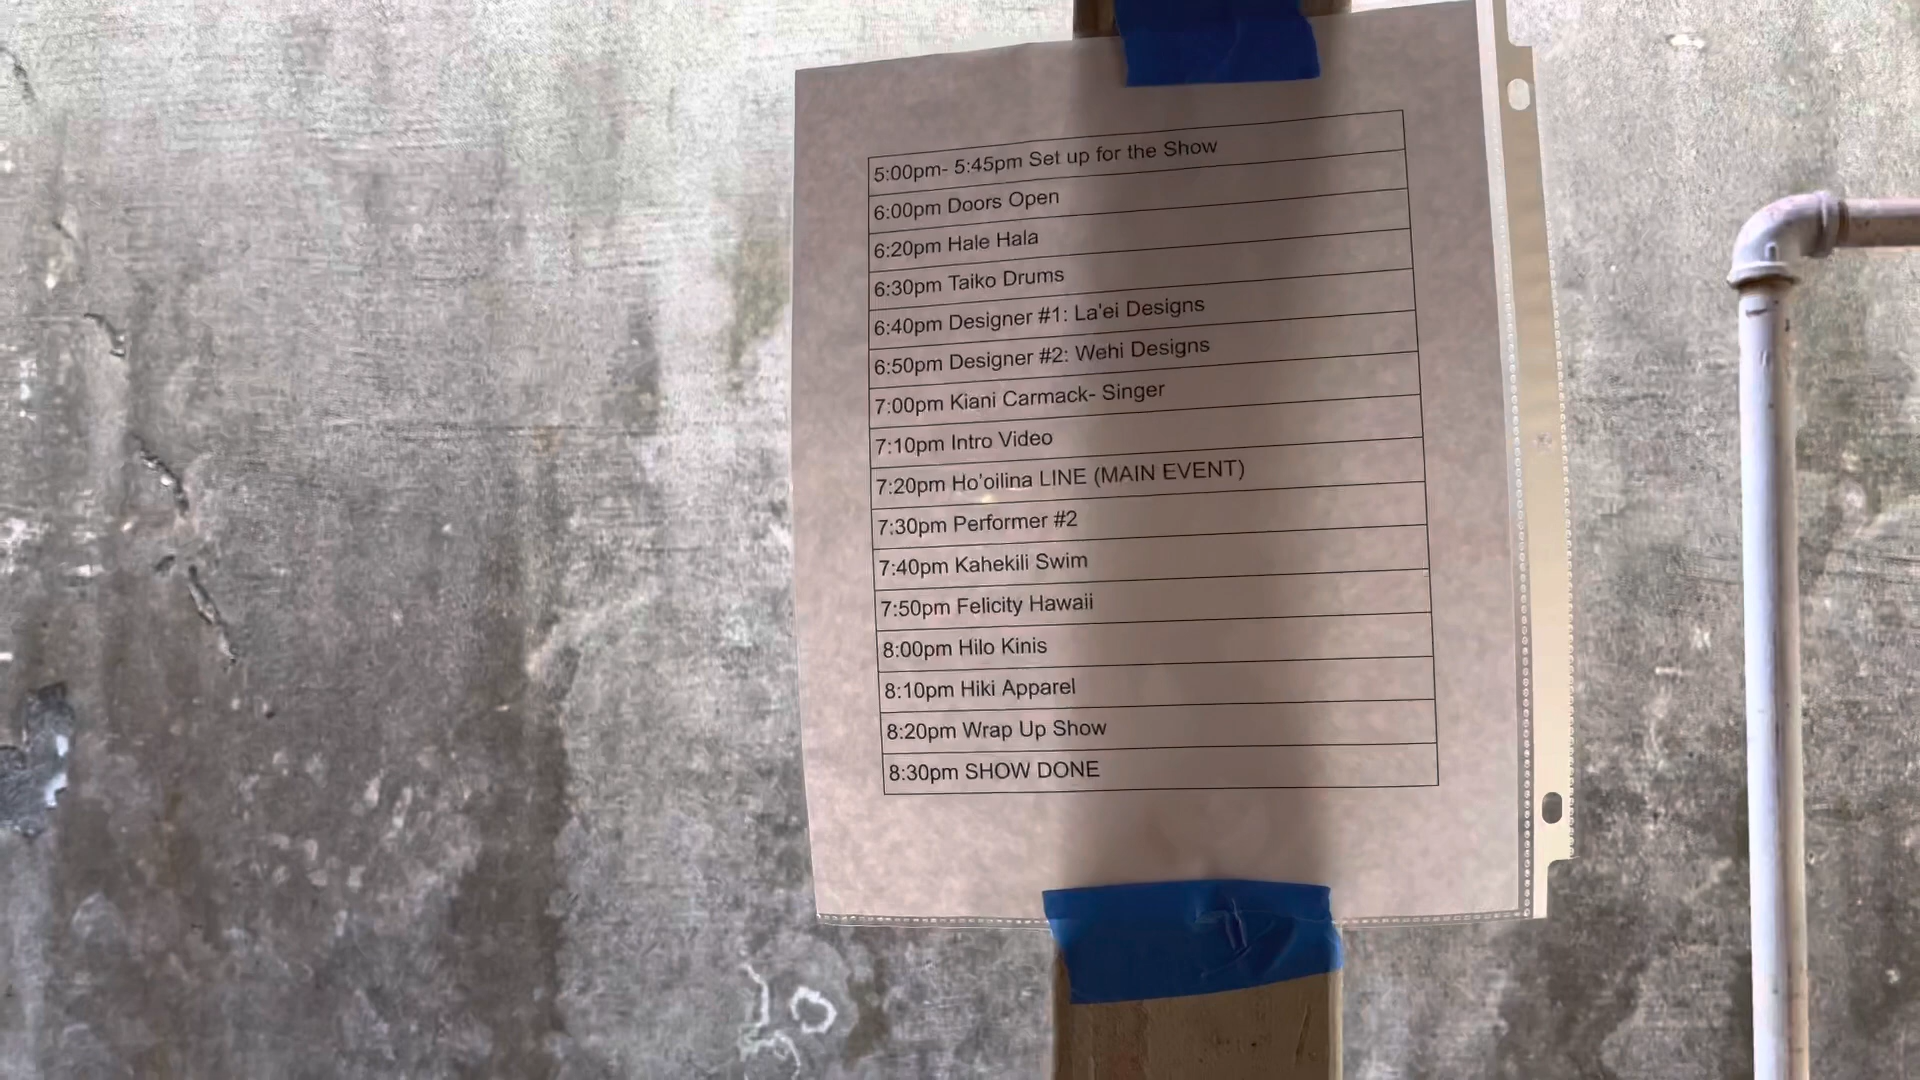 5:00pm- 5:45pm Set up for the Show
6:00pm Doors Open
6:20pm Hale Hala
6:30pm Taiko Drums
6:40pm Designer #1: La'ei Designs
6:50pm Designer #2: Wehi Designs
7:00pm Kiani Carmack- Singer
7:10pm Intro Video
7:20pm Ho'oilina LINE (MAIN EVENT)
7:30pm Performer #2
7:40pm Kahekili Swim
7:50pm Felicity Hawaii
8:00pm Hilo Kinis
8:10pm Hiki Apparel
8:20pm Wrap Up Show
8:30pm SHOW DONE